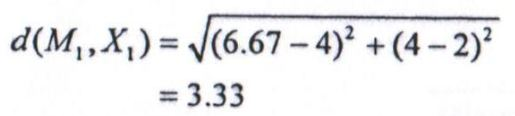 d(M₁,X₁) = √(6.67 – 4)² + (4 – 2)²
= 3.33